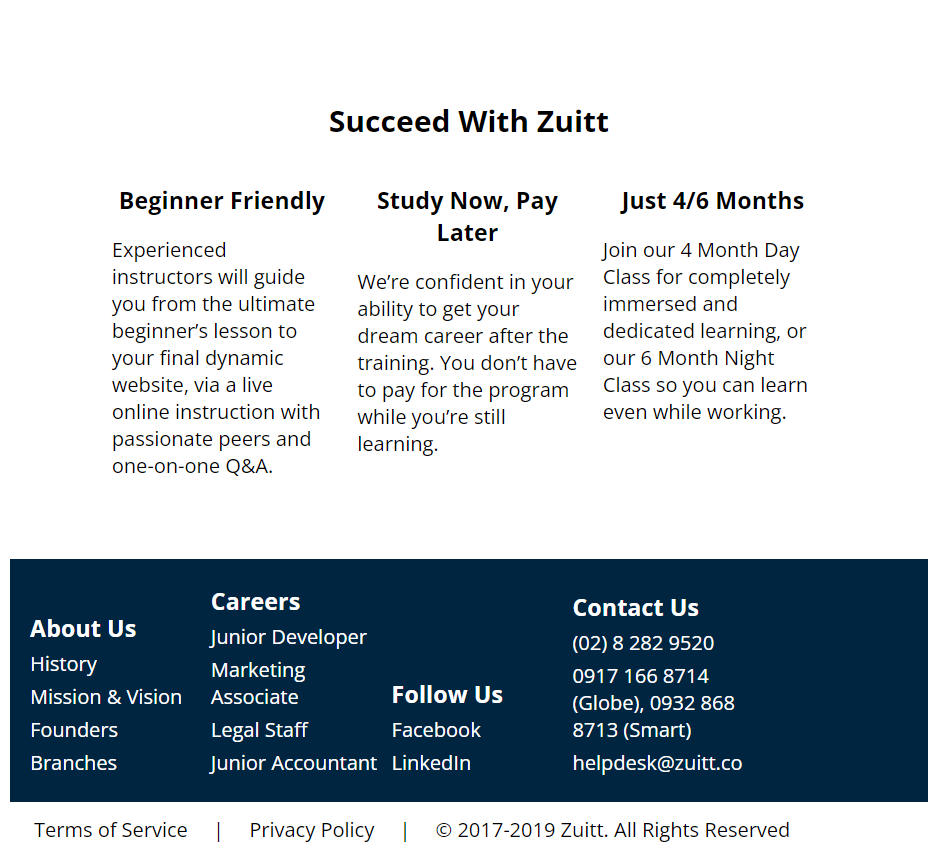 Succeed With Zuitt
Beginner Friendly
Experienced
instructors will guide
you from the ultimate
beginner’s lesson to
your final dynamic
website, via a live
online instruction with
passionate peers and
one-on-one Q&A.
Study Now, Pay
Later
We’re confident in your
ability to get your
dream career after the
training. You don’t have
to pay for the program
while you’re still
learning.
Just 4/6 Months
Join our 4 Month Day
Class for completely
immersed and
dedicated learning, or
our 6 Month Night
Class so you can learn
even while working.
About Us
History
Mission & Vision
Founders
Branches
Careers
Junior Developer
Marketing
Associate
Legal Staff
Junior Accountant
Follow Us
Facebook
LinkedIn
Contact Us
(02) 8 282 9520
0917 166 8714
(Globe), 0932 868
8713 (Smart)
helpdesk@zuitt.co
Terms of Service | Privacy Policy | © 2017-2019 Zuitt. All Rights Reserved